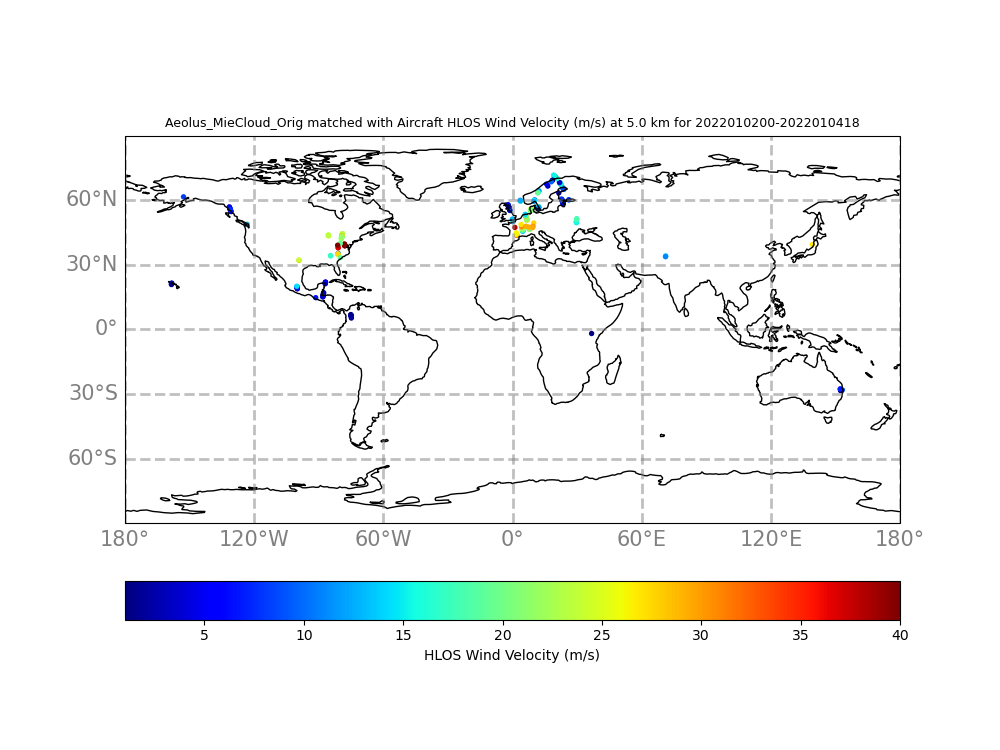 Aeolus_MieCloud_Orig matched with Aircraft HLOS Wind Velocity (m/s) at 5.0 km for 2022010200-2022010418
60°N
30°N
0°
30°S
60°S
180° 120°W 60°W 0° 60°E 120°E 180°
5 10 15 20 25 30 35 40
HLOS Wind Velocity (m/s)